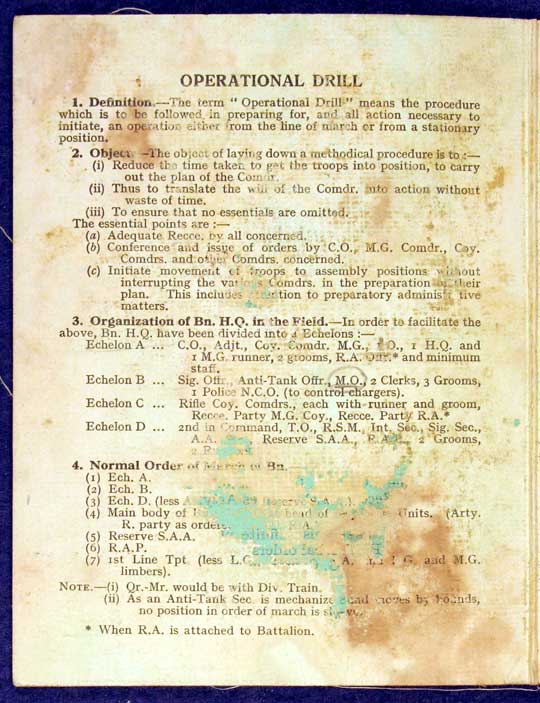 OPERATIONAL DRILL
1. Definition.—The term "Operational Drill" means the procedure
which is to be followed in preparing for, and all action necessary to
initiate, an operation either from the line of march or from a stationary
position.
2. Object.—The object of laying down a methodical procedure is to :—
(i) Reduce the time taken to get the troops into position, to carry
out the plan of the Comdr.
(ii) Thus to translate the will of the Comdr. into action without
waste of time.
(iii) To ensure that no essentials are omitted.
The essential points are :—
(a) Adequate Recce. by all concerned.
(b) Conference and issue of orders by C.O., M.G. Comdr., Coy.
Comdrs. and other Comdrs. concerned.
(c) Initiate movement of troops to assembly positions without
interrupting the various Comdrs. in the preparation of their
plan. This includes to preparatory
matters.
3. Organization of Bn. H.Q. in the Field.—In order to facilitate the
above, Bn. H.Q. have been divided into 4 Echelons :—
Echelon A ... C.O., Adjt., Coy. Comdr. M.G., 1 H.Q. and
1 M.G. runner, 2 grooms, R.A. Offr.* and minimum
staff.
Echelon B ... Sig. Offr., Anti-Tank Offr., M.O., 2 Clerks, 3 Grooms,
1 Police N.C.O. (to control chargers).
Echelon C ... Rifle Coy. Comdrs., each with runner and groom,
Recce. Party M.G. Coy., Recce. Party R.A.*
Echelon D ... 2nd in Command, T.O., R.S.M., Int. Sec., Sig. Sec.,
A.A. Reserve S.A.A., 2 Grooms,
4. Normal Order of March of Bn.
(1) Ech. A.
(2) Ech. B.
(3) Ech. D. (less Reserve S.A.A.).
(4) Main body of head of Units. (Arty.
R. party as R.A.)
(5) Reserve S.A.A.
(6) R.A.P.
(7) 1st Line Tpt. (less and M.G.
limbers).
NOTE.—(i) Qr.-Mr. would be with Div. Train.
(ii) As an Anti-Tank Sec. is mechanized and moves by bounds,
no position in order of march is shown.
* When R.A. is attached to Battalion.